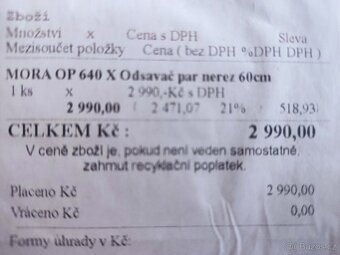 Zboží
Množství x Cena s DPH Sleva
Mezisoučet položky Cena ( bez DPH %DPH DPH )
MORA OP 640 X Odsavač par nerez 60cm
1 ks x 2 990,-Kč s DPH
2 990,00 ( 2 471,07 21% 518,93)
CELKEM Kč : 2 990,00
V ceně zboží je, pokud není veden samostatně,
zahrnut recyklační poplatek.
Placeno Kč 2 990,00
Vráceno Kč 0,00
Formy úhrady v Kč: